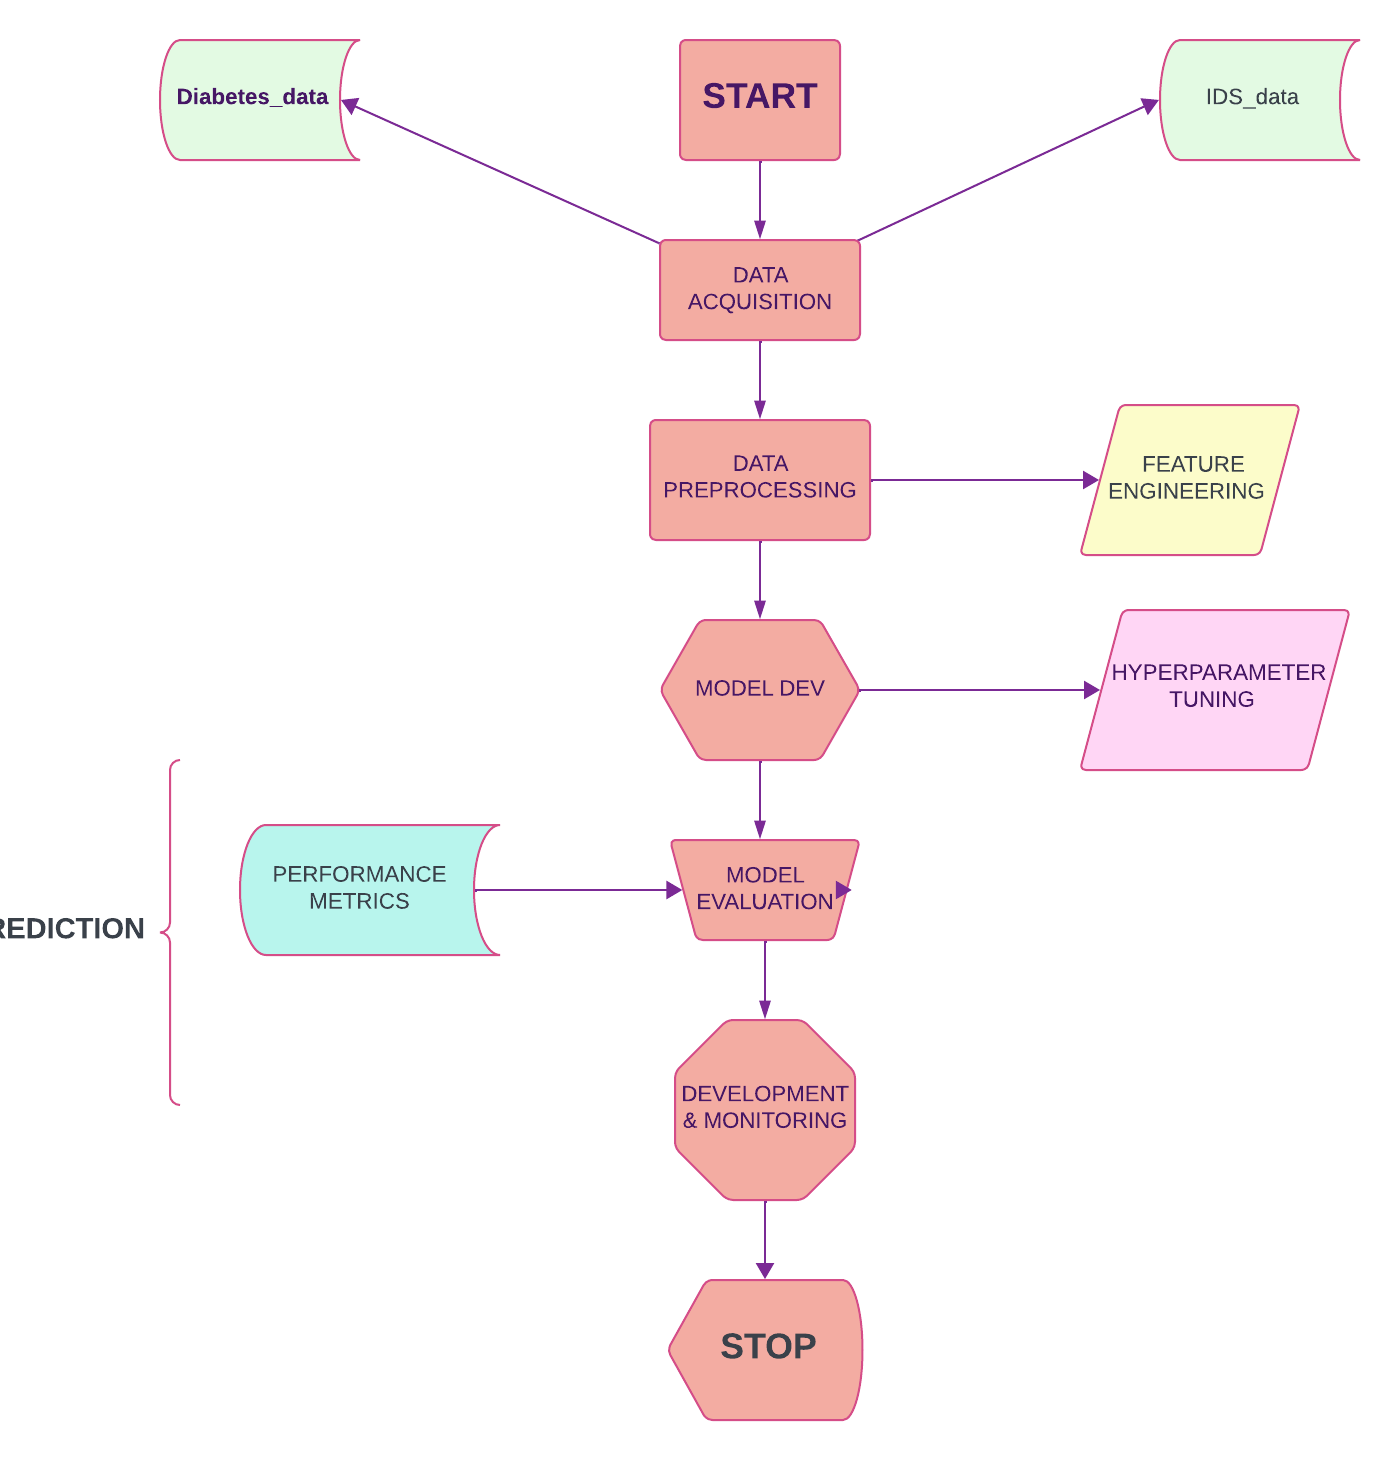 Diabetes_data
START
IDS_data
DATA
ACQUISITION
DATA
PREPROCESSING
FEATURE
ENGINEERING
MODEL DEV
HYPERPARAMETER
TUNING
PERFORMANCE
METRICS
MODEL
EVALUATION
REDICTION
DEVELOPMENT
& MONITORING
STOP